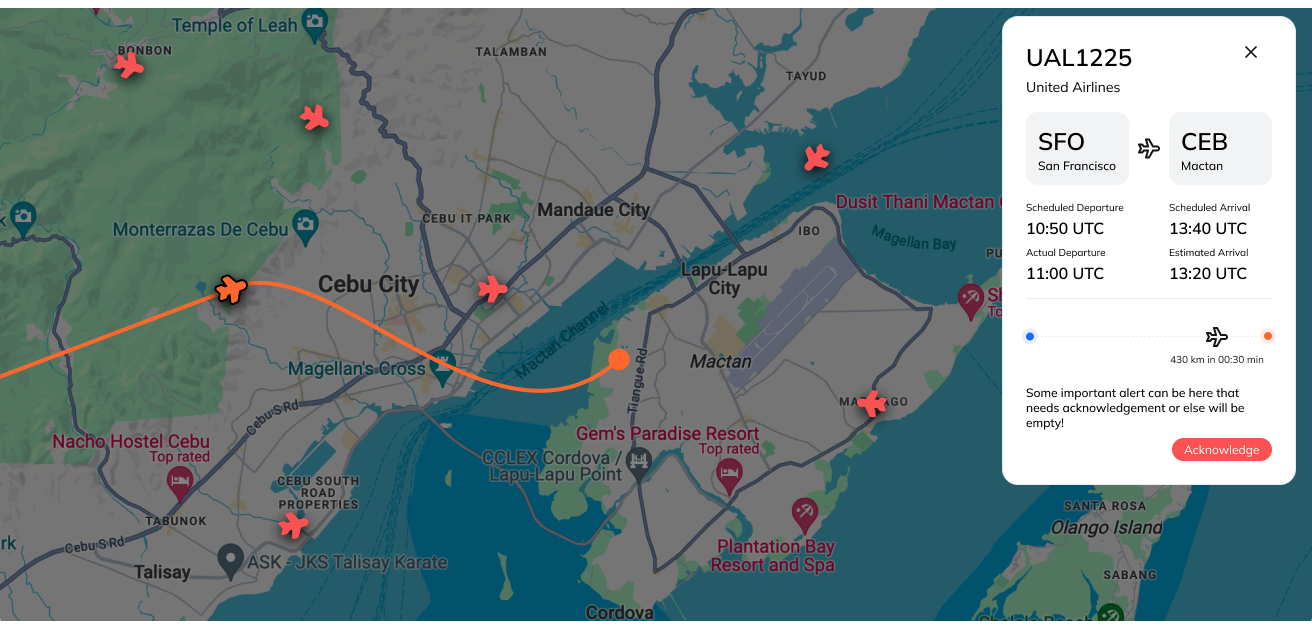 Temple of Leah
BONBON
TALAMBAN
TAYUD
Monterrazas De Cebu
CEBU IT PARK
Mandaue City
Dusit Thani Mactan
IBO
Magellan Bay
Cebu City
Lapu-Lapu
City
Mactan Channel
Mactan
Magellan's Cross
Tiangue Rd
Cebu S Rd
Nacho Hostel Cebu
Top rated
Gem's Paradise Resort
Top rated
CCLEX Cordova /
Lapu-Lapu Point
CEBU SOUTH
ROAD
PROPERTIES
TABUNOK
Cebu S Rd
Talisay
ASK - JKS Talisay Karate
Plantation Bay
Resort and Spa
Cordova
SANTA ROSA
Olango Island
SABANG
UAL1225
United Airlines
SFO
San Francisco
CEB
Mactan
Scheduled Departure
10:50 UTC
Scheduled Arrival
13:40 UTC
Actual Departure
11:00 UTC
Estimated Arrival
13:20 UTC
430 km in 00:30 min
Some important alert can be here that
needs acknowledgement or else will be
empty!
Acknowledge